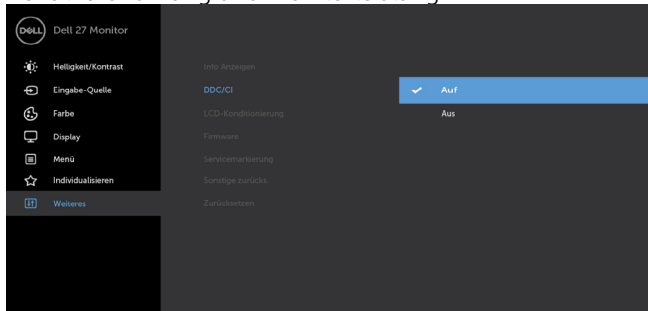 DELL
Dell 27 Monitor
Helligkeit/Kontrast
Info Anzeigen
Eingabe-Quelle
DDC/CI
Auf
Farbe
LCD-Konditionierung
Aus
Display
Firmware
Menü
Servicemarkierung
Individualisieren
Sonstige zurücks.
Weiteres
Zurücksetzen